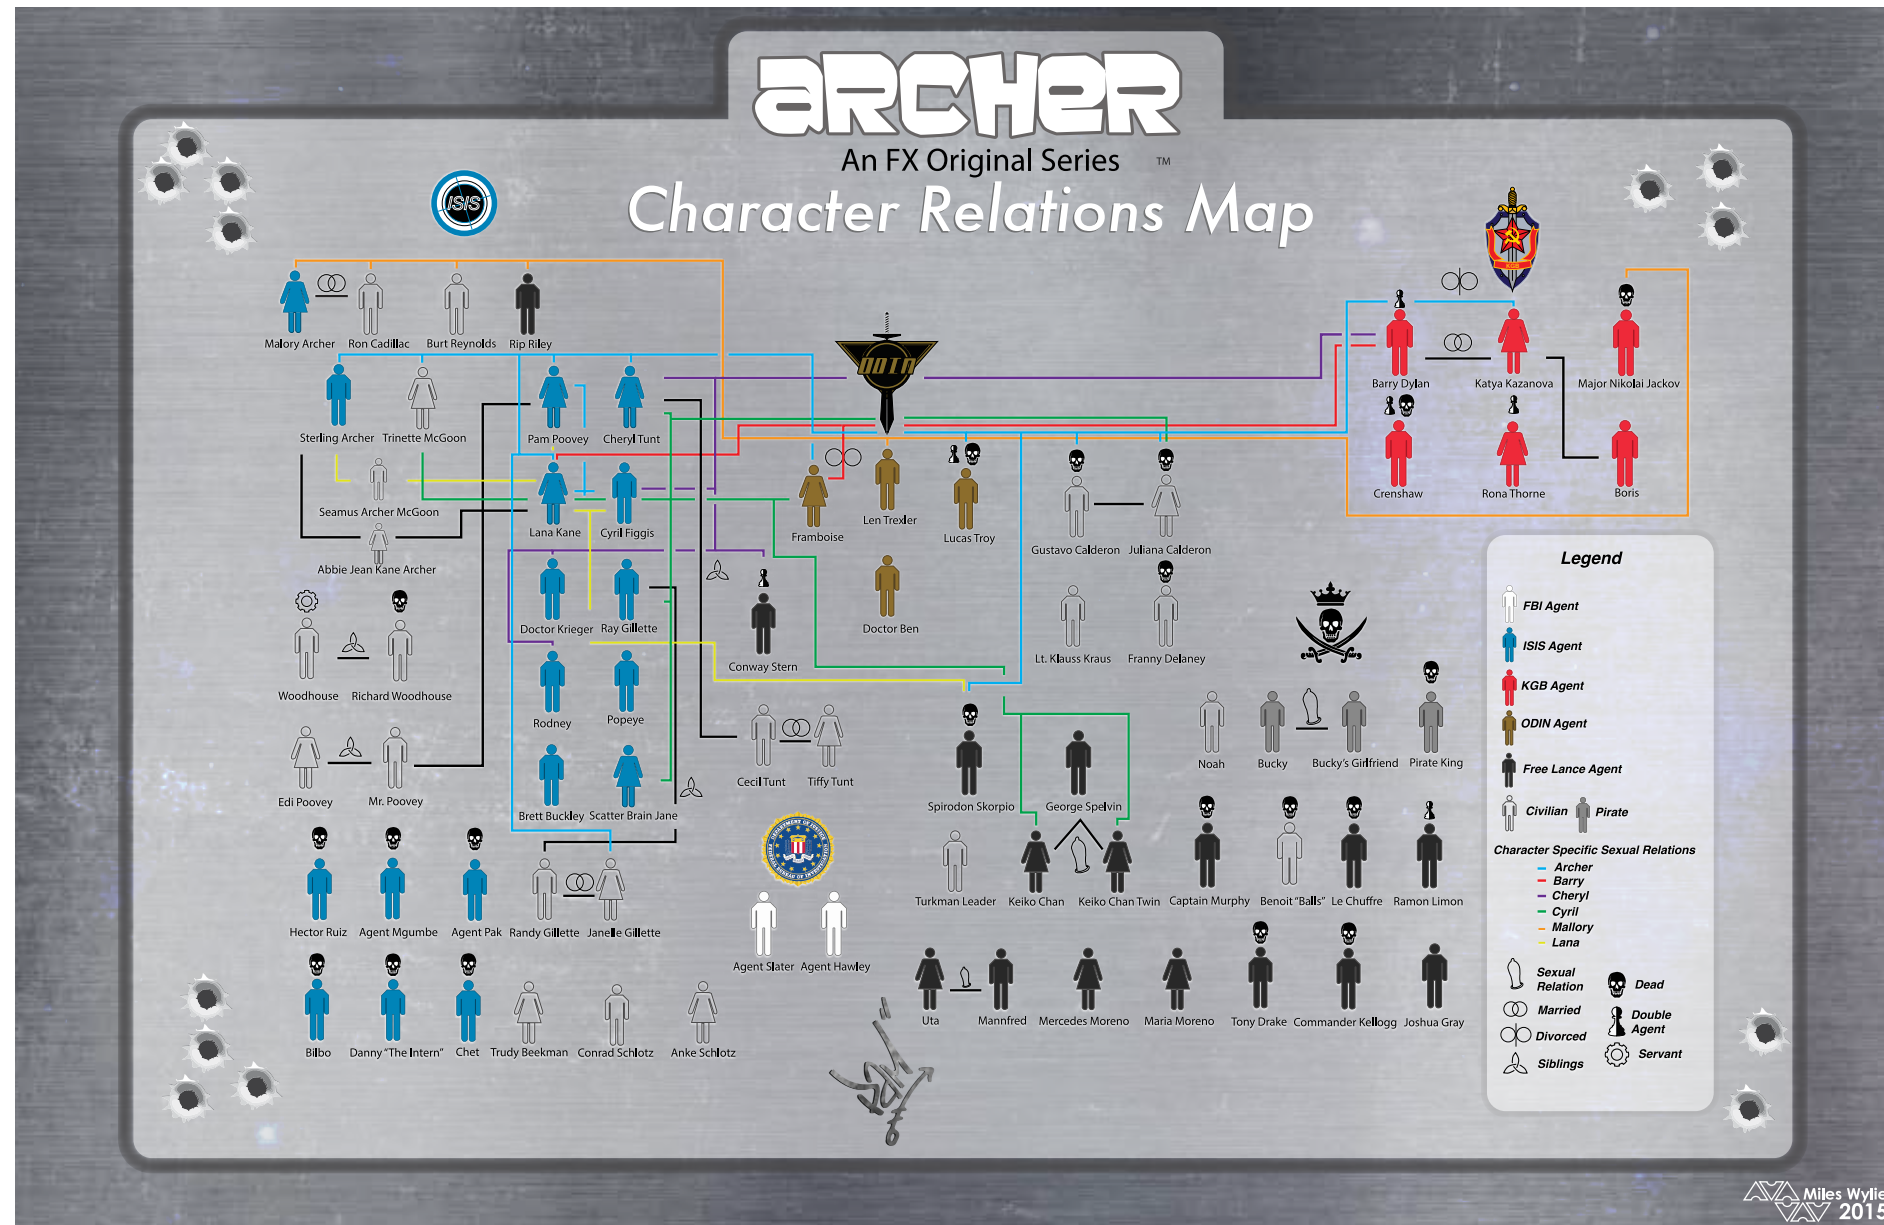 ARCHER
An FX Original Series TM
Character Relations Map
ISIS
KGB
Malory Archer Ron Cadillac Burt Reynolds Rip Riley
ODIN
Barry Dylan Katya Kazanova Major Nikolai Jackov
Sterling Archer Trinette McGoon Pam Poovey Cheryl Tunt
Crenshaw Rona Thorne Boris
Seamus Archer McGoon
Lana Kane Cyril Figgis Framboise Len Trexler Lucas Troy Gustavo Calderon Juliana Calderon
Abbie Jean Kane Archer
Doctor Krieger Ray Gillette Doctor Ben
Conway Stern Lt. Klauss Kraus Franny Delaney
Woodhouse Richard Woodhouse
Rodney Popeye
Noah Bucky Bucky's Girlfriend Pirate King
Cecil Tunt Tiffy Tunt
Edi Poovey Mr. Poovey
Brett Buckley Scatter Brain Jane
Spirodon Skorpio George Spelvin
DEPARTMENT OF JUSTICE
FEDERAL BUREAU OF INVESTIGATION
Turkman Leader Keiko Chan Keiko Chan Twin Captain Murphy Benoit "Balls" Le Chuffre Ramon Limon
Hector Ruiz Agent Mgumbe Agent Pak Randy Gillette Janelle Gillette
Agent Slater Agent Hawley
Uta Mannfred Mercedes Moreno Maria Moreno Tony Drake Commander Kellogg Joshua Gray
Bilbo Danny "The Intern" Chet Trudy Beekman Conrad Schlotz Anke Schlotz
Legend
FBI Agent
ISIS Agent
KGB Agent
ODIN Agent
Free Lance Agent
Civilian Pirate
Character Specific Sexual Relations
Archer
Barry
Cheryl
Cyril
Mallory
Lana
Sexual
Relation
Dead
Married
Double
Agent
Divorced
Servant
Siblings
Miles Wylie
2015